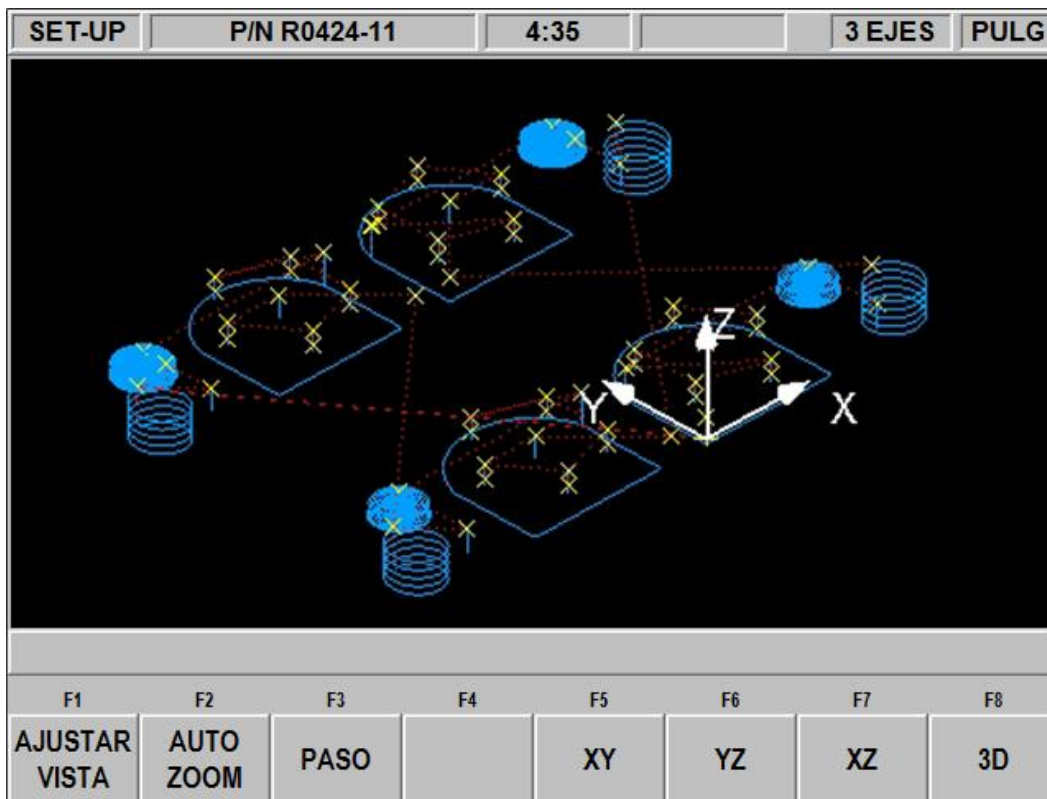 SET-UP P/N R0424-11 4:35 3 EJES PULG
Z
Y
X
F1 F2 F3 F4 F5 F6 F7 F8
AJUSTAR VISTA AUTO ZOOM PASO XY YZ XZ 3D